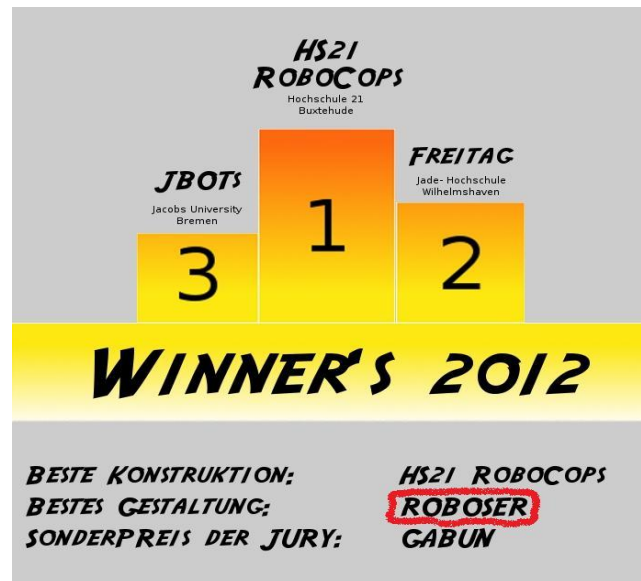 HS21
ROBOCOPS
Hochschule 21
Buxtehude
FREITAG
Jade- Hochschule
Wilhelmshaven
JBOTS
Jacobs University
Bremen
1
2
3
WINNER'S 2012
BESTE KONSTRUKTION: HS21 ROBOCOPS
BESTES GESTALTUNG: ROBOSER
SONDERPREIS DER JURY: GABUN